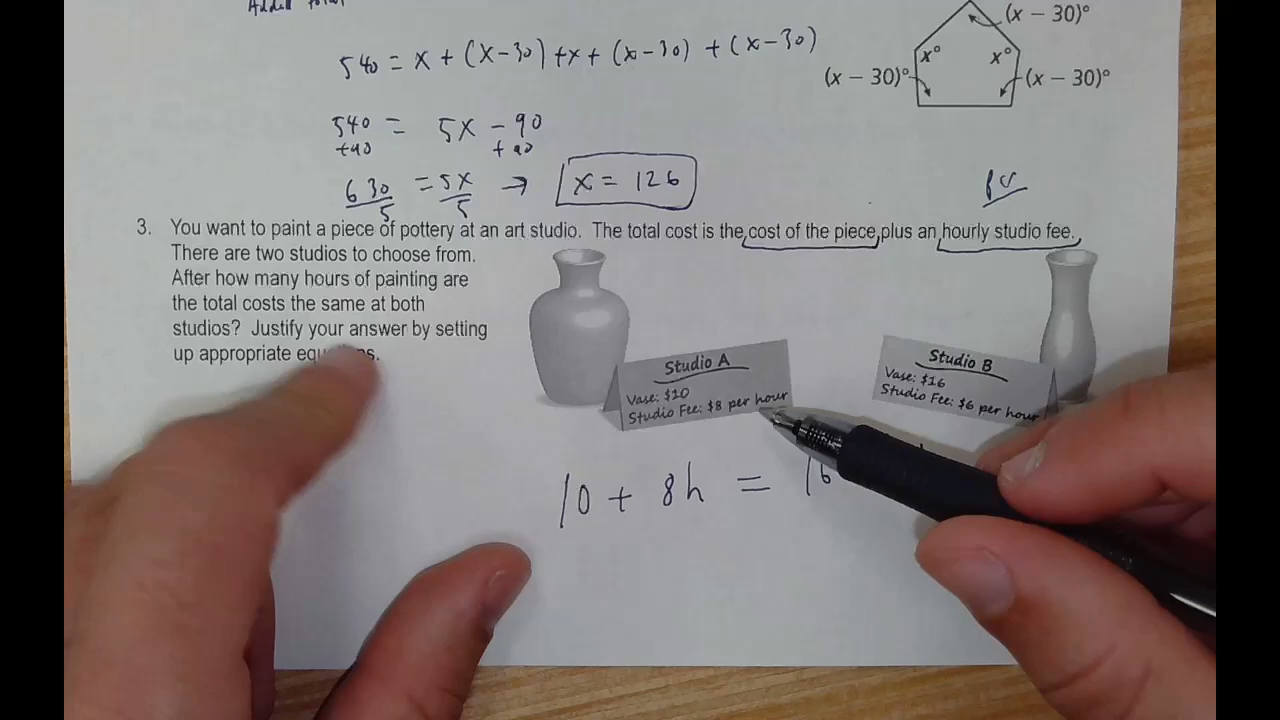 Added total
540 = x + (x-30) + x + (x-30) + (x-30)
(x − 30)°
x° x°
(x − 30)° (x − 30)°
540 = 5x - 90
+90 +90
630/5 = 5x/5 → x = 126
3. You want to paint a piece of pottery at an art studio. The total cost is the cost of the piece plus an hourly studio fee.
There are two studios to choose from.
After how many hours of painting are
the total costs the same at both
studios? Justify your answer by setting
up appropriate
Studio A
Vase: $10
Studio Fee: $8 per hour
Studio B
Vase: $16
Studio Fee: $6 per hour
10 + 8h = 16